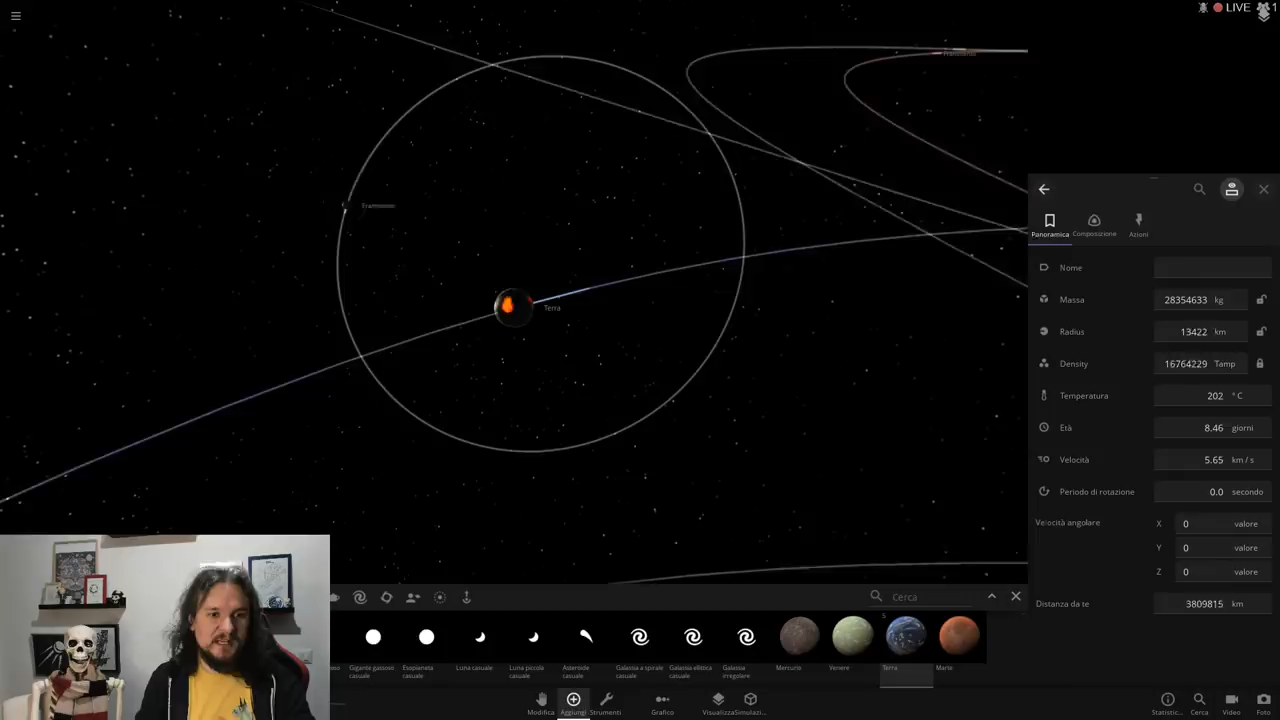 LIVE
1
Terra
Panoramica
Composizione
Azioni
Nome
Massa
28354633 kg
Radius
13422 km
Density
16764229 Tamp
Temperatura
202 ° C
Età
8.46 giorni
Velocità
5.65 km / s
Periodo di rotazione
0.0 secondo
Velocità angolare
X 0 valore
Y 0 valore
Z 0 valore
Distanza da te
3809815 km
Cerca
5
Gigante gassoso casuale
Esopianeta casuale
Luna casuale
Luna piccola casuale
Asteroide casuale
Galassia a spirale casuale
Galassia ellittica casuale
Galassia irregolare
Mercurio
Venere
Terra
Marte
Modifica
Aggiungi
Strumenti
Grafico
Visualizza
Simulazi...
Statistic...
Cerca
Video
Foto